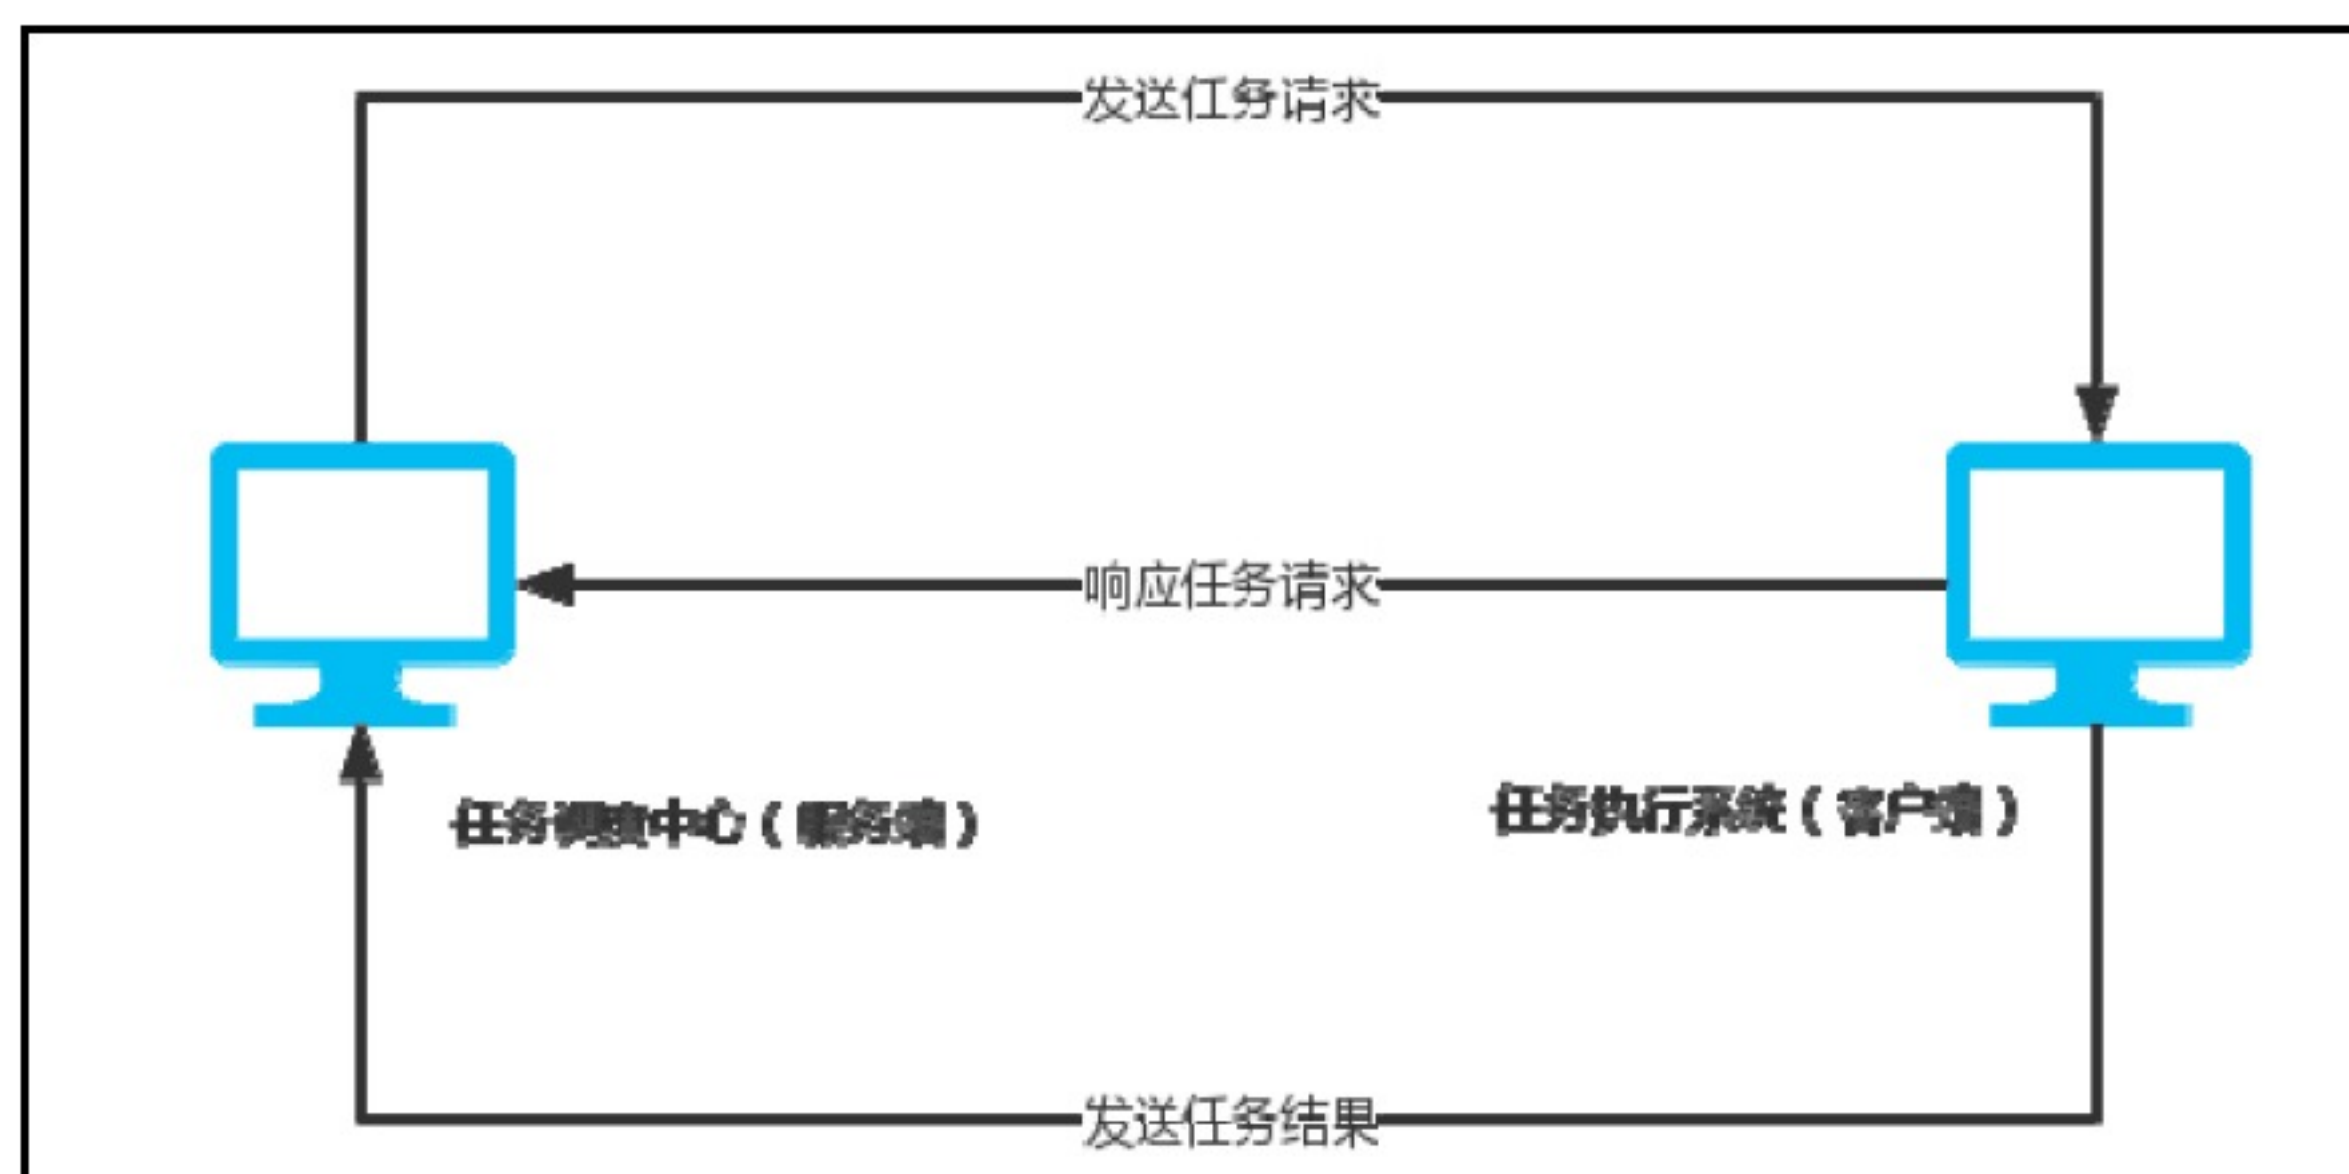 发送任务请求
响应任务请求
任务调度中心（服务端）
任务执行系统（客户端）
发送任务结果